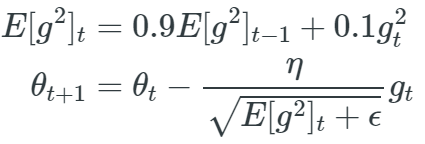 E[g²]ₜ = 0.9E[g²]ₜ₋₁ + 0.1gₜ²
θₜ₊₁ = θₜ − η / √(E[g²]ₜ + ϵ) gₜ